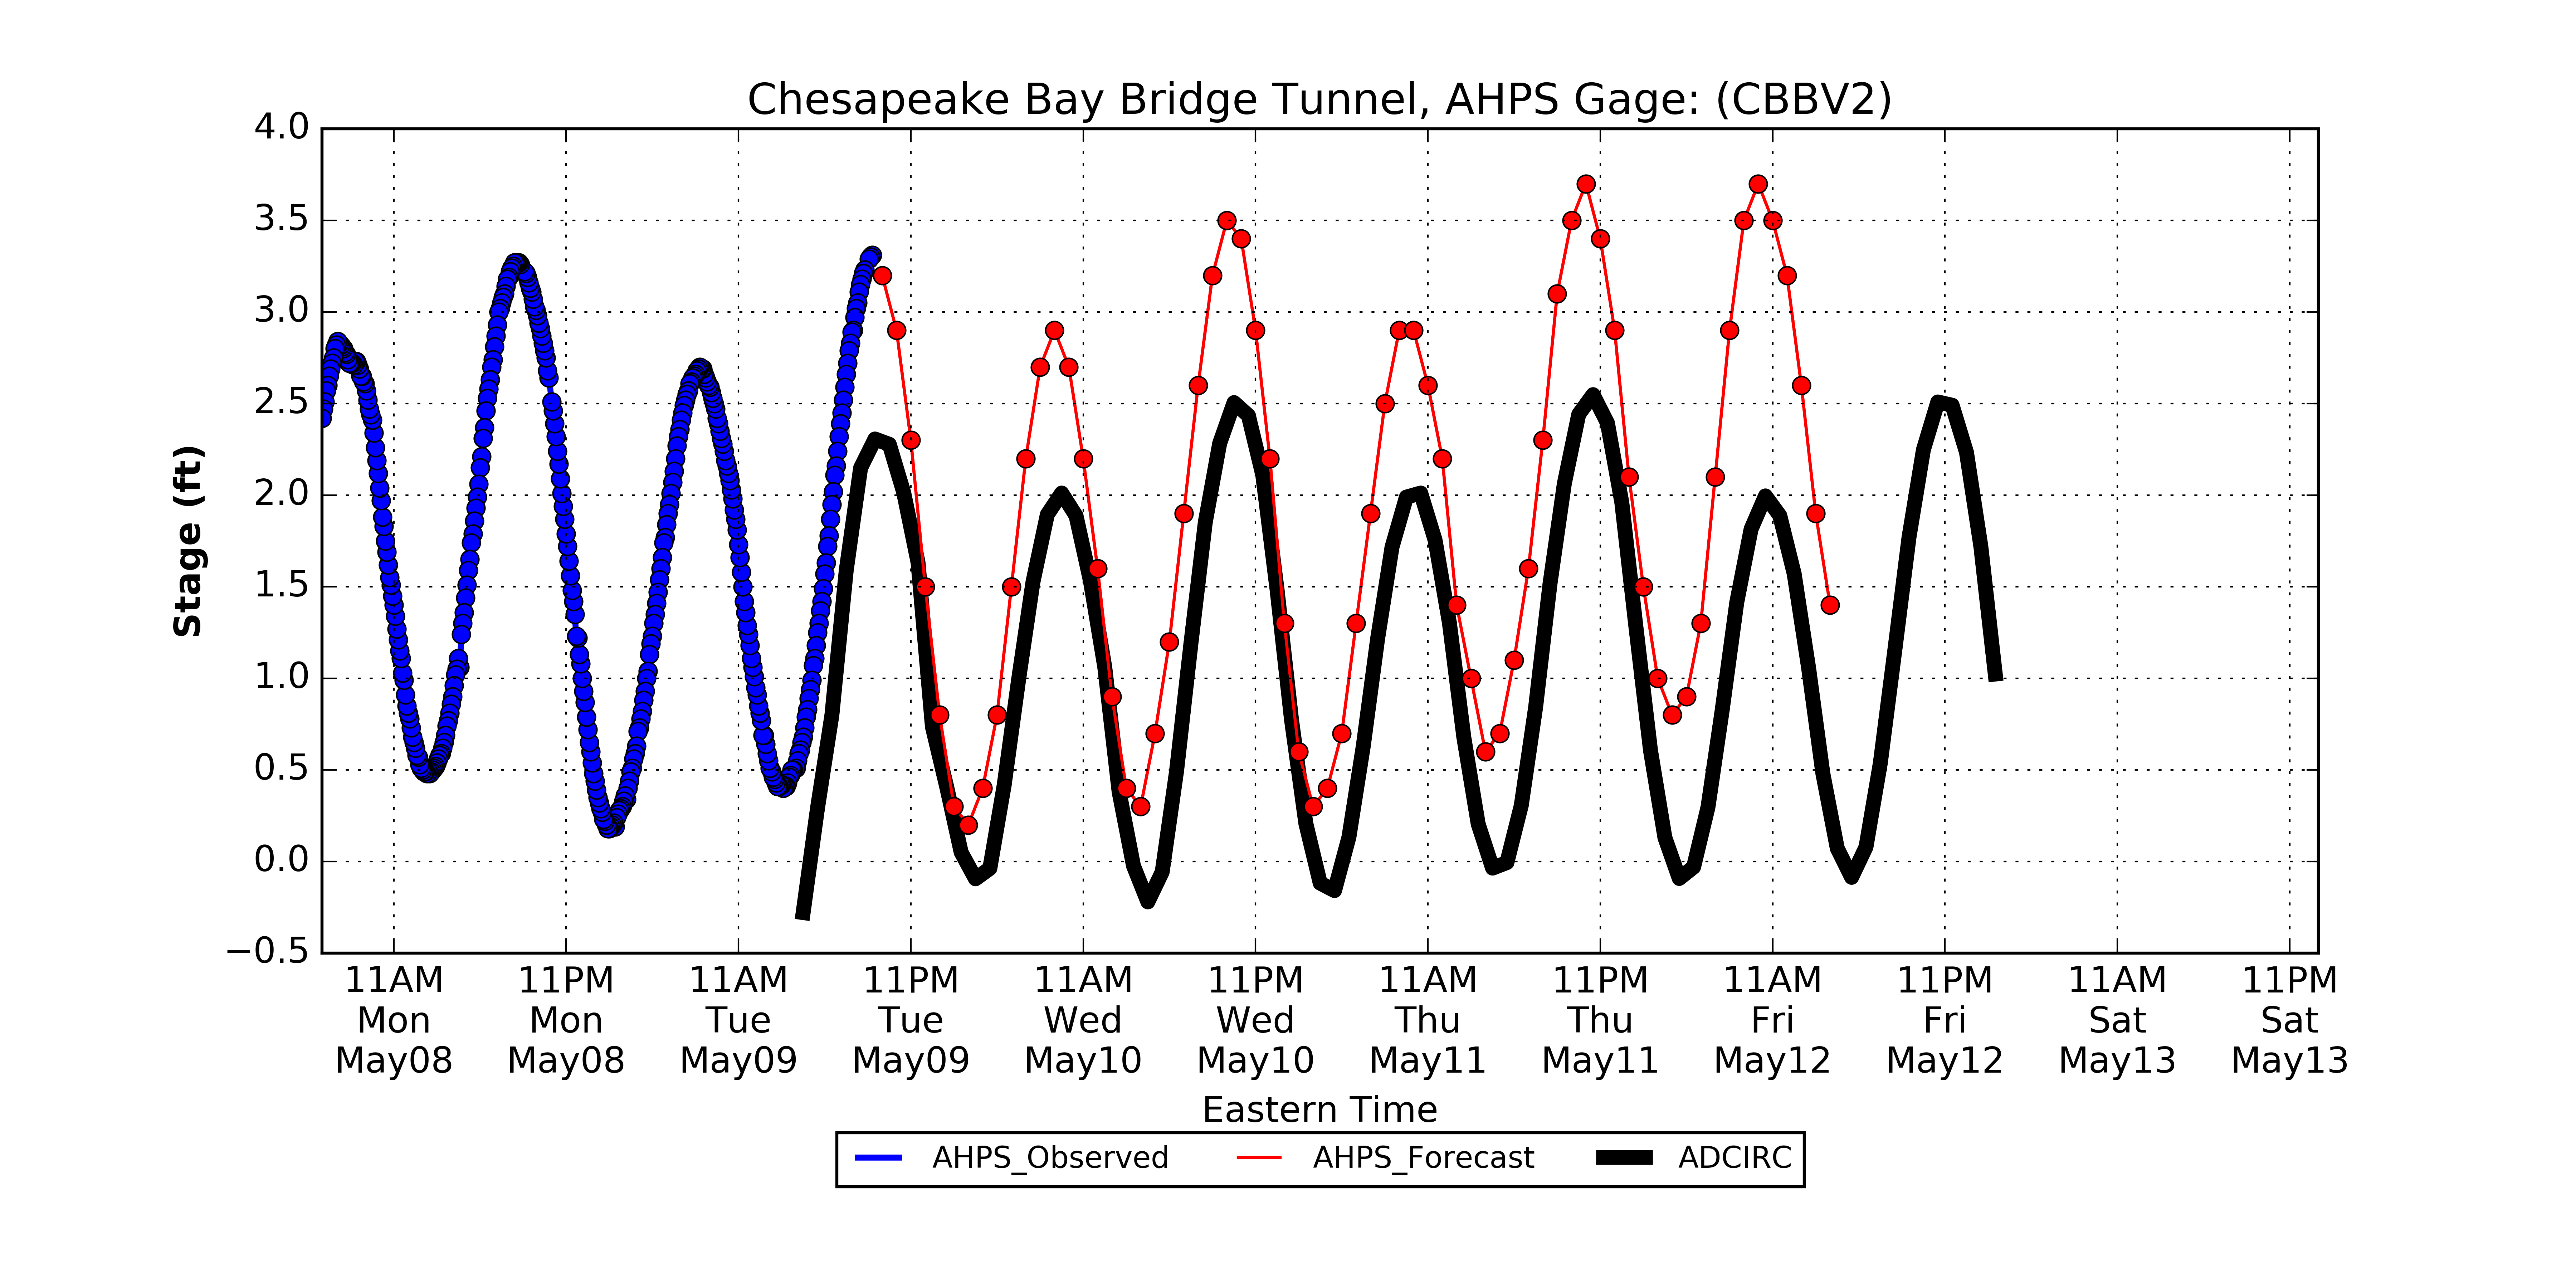 Chesapeake Bay Bridge Tunnel, AHPS Gage: (CBBV2)
4.0
3.5
3.0
2.5
2.0
1.5
1.0
0.5
0.0
−0.5
Stage (ft)
11AM 11PM 11AM 11PM 11AM 11PM 11AM 11PM 11AM 11PM 11AM 11PM
Mon Mon Tue Tue Wed Wed Thu Thu Fri Fri Sat Sat
May08 May08 May09 May09 May10 May10 May11 May11 May12 May12 May13 May13
Eastern Time
AHPS_Observed AHPS_Forecast ADCIRC